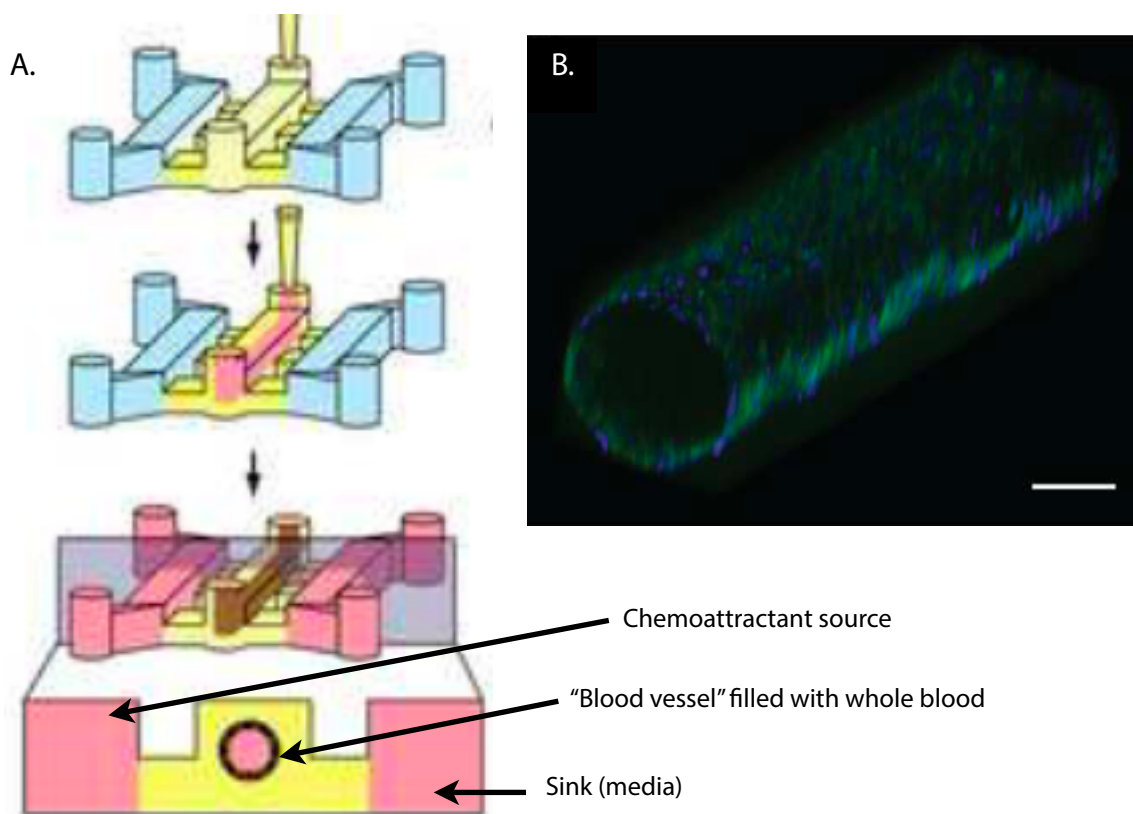 A.
B.
Chemoattractant source
“Blood vessel” filled with whole blood
Sink (media)